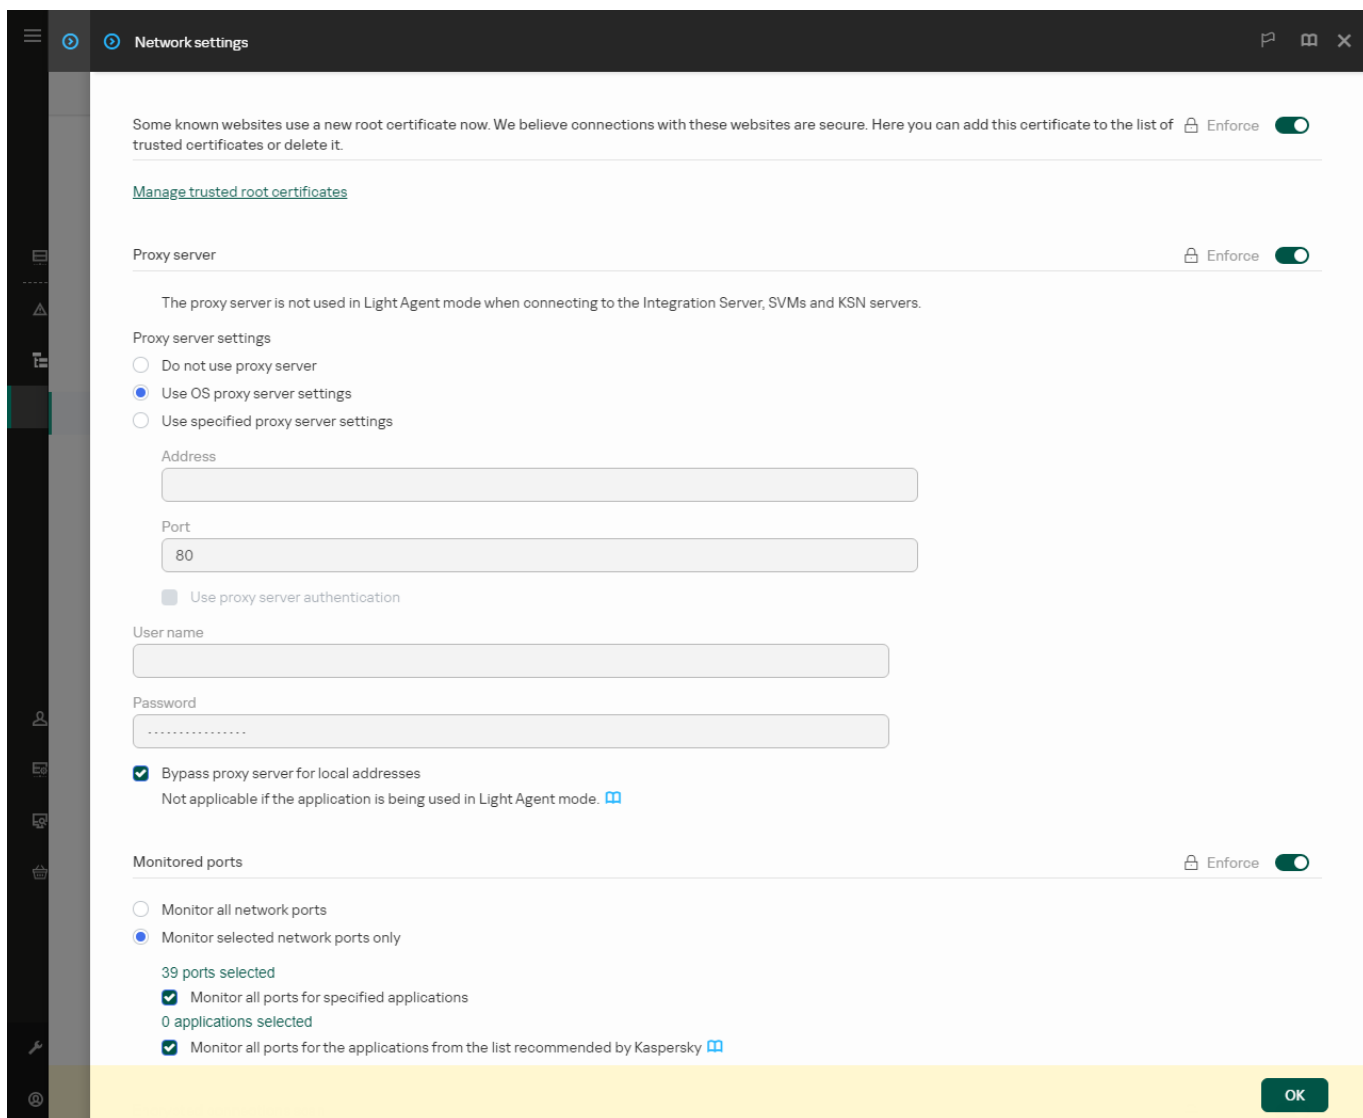 Network settings
Some known websites use a new root certificate now. We believe connections with these websites are secure. Here you can add this certificate to the list of
trusted certificates or delete it.
Enforce
Manage trusted root certificates
Proxy server
Enforce
The proxy server is not used in Light Agent mode when connecting to the Integration Server, SVMs and KSN servers.
Proxy server settings
Do not use proxy server
Use OS proxy server settings
Use specified proxy server settings
Address
Port
80
Use proxy server authentication
User name
Password
Bypass proxy server for local addresses
Not applicable if the application is being used in Light Agent mode.
Monitored ports
Enforce
Monitor all network ports
Monitor selected network ports only
39 ports selected
Monitor all ports for specified applications
0 applications selected
Monitor all ports for the applications from the list recommended by Kaspersky
OK